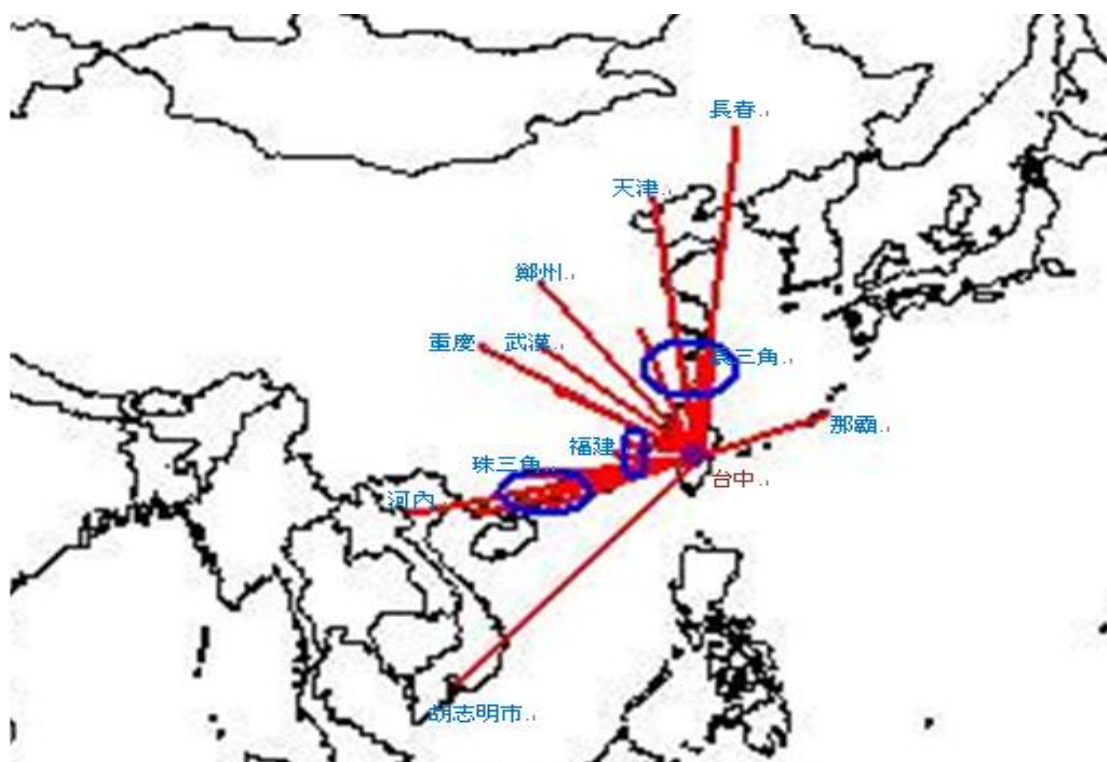 長春
天津
鄭州
重慶
武漢
長三角
那霸
福建
珠三角
台中
河內
胡志明市